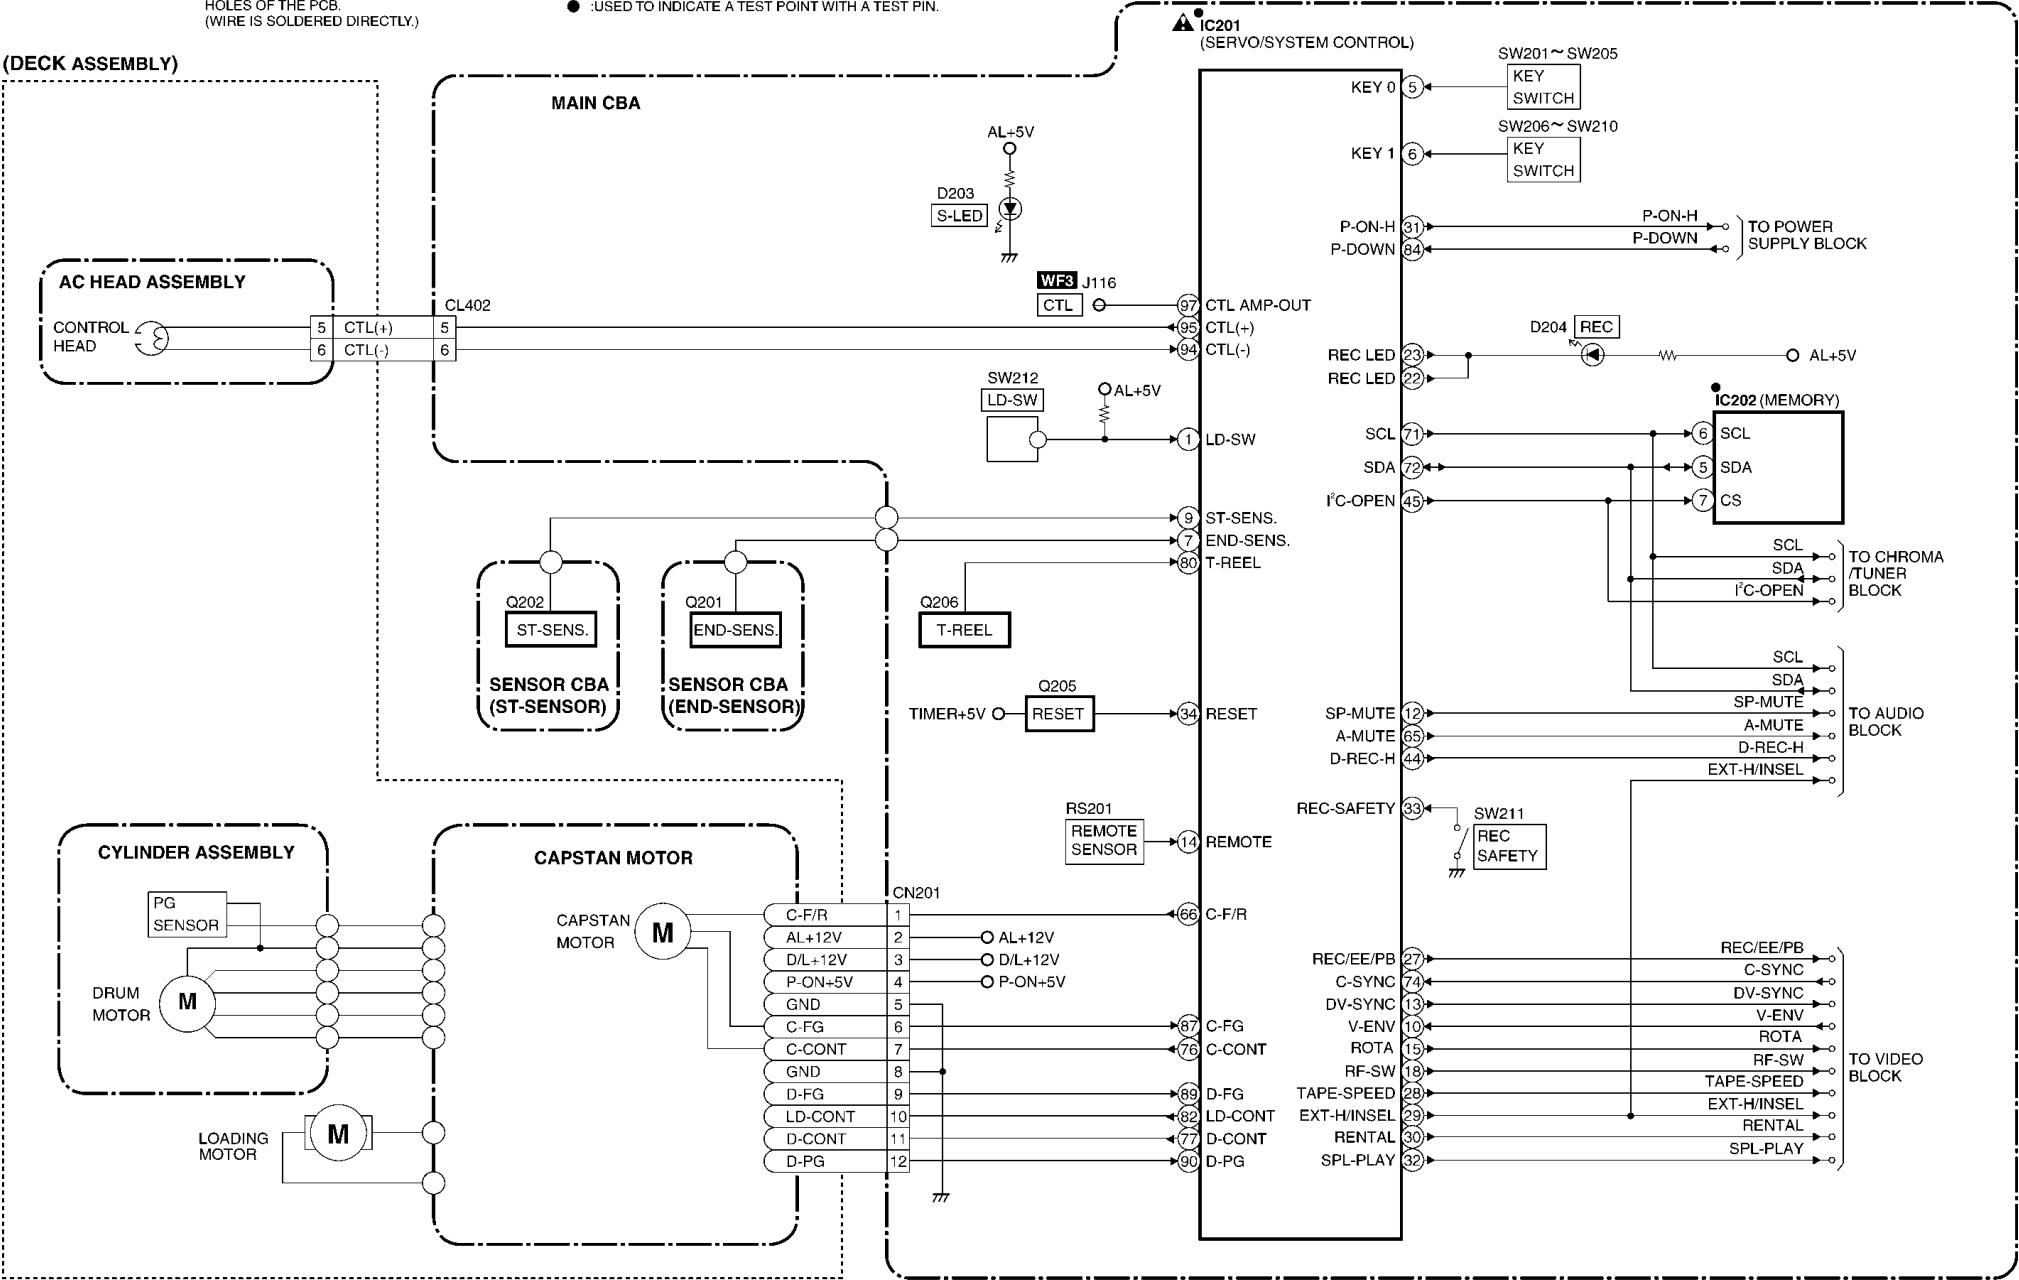 HOLES OF THE PCB.
(WIRE IS SOLDERED DIRECTLY.)
:USED TO INDICATE A TEST POINT WITH A TEST PIN.
(DECK ASSEMBLY)
MAIN CBA
IC201
(SERVO/SYSTEM CONTROL)
KEY 0 5
SW201~SW205
KEY
SWITCH
KEY 1 6
SW206~SW210
KEY
SWITCH
AL+5V
D203
S-LED
P-ON-H 31 P-ON-H
P-DOWN 84 P-DOWN
TO POWER
SUPPLY BLOCK
AC HEAD ASSEMBLY
CONTROL
HEAD
5 CTL(+) 5
6 CTL(-) 6
CL402
WF3 J116
CTL
97 CTL AMP-OUT
95 CTL(+)
94 CTL(-)
REC LED 23
REC LED 22
D204 REC
AL+5V
SW212
LD-SW
AL+5V
1 LD-SW
IC202 (MEMORY)
SCL 71 6 SCL
SDA 72 5 SDA
I²C-OPEN 45 7 CS
9 ST-SENS.
7 END-SENS.
80 T-REEL
SCL
SDA
I²C-OPEN
TO CHROMA
/TUNER
BLOCK
Q202
ST-SENS.
SENSOR CBA
(ST-SENSOR)
Q201
END-SENS.
SENSOR CBA
(END-SENSOR)
Q206
T-REEL
Q205
TIMER+5V RESET 34 RESET
SCL
SDA
SP-MUTE 12 SP-MUTE
A-MUTE 65 A-MUTE
D-REC-H 44 D-REC-H
EXT-H/INSEL
TO AUDIO
BLOCK
REC-SAFETY 33
SW211
REC
SAFETY
RS201
REMOTE
SENSOR
14 REMOTE
CYLINDER ASSEMBLY
PG
SENSOR
DRUM
MOTOR
M
LOADING
MOTOR
M
CAPSTAN MOTOR
CAPSTAN
MOTOR
M
CN201
C-F/R 1 66 C-F/R
AL+12V 2 AL+12V
D/L+12V 3 D/L+12V
P-ON+5V 4 P-ON+5V
GND 5
C-FG 6 87 C-FG
C-CONT 7 76 C-CONT
GND 8
D-FG 9 89 D-FG
LD-CONT 10 82 LD-CONT
D-CONT 11 77 D-CONT
D-PG 12 90 D-PG
REC/EE/PB 27 REC/EE/PB
C-SYNC 74 C-SYNC
DV-SYNC 13 DV-SYNC
V-ENV 10 V-ENV
ROTA 15 ROTA
RF-SW 18 RF-SW
TAPE-SPEED 28 TAPE-SPEED
EXT-H/INSEL 29 EXT-H/INSEL
RENTAL 30 RENTAL
SPL-PLAY 32 SPL-PLAY
TO VIDEO
BLOCK